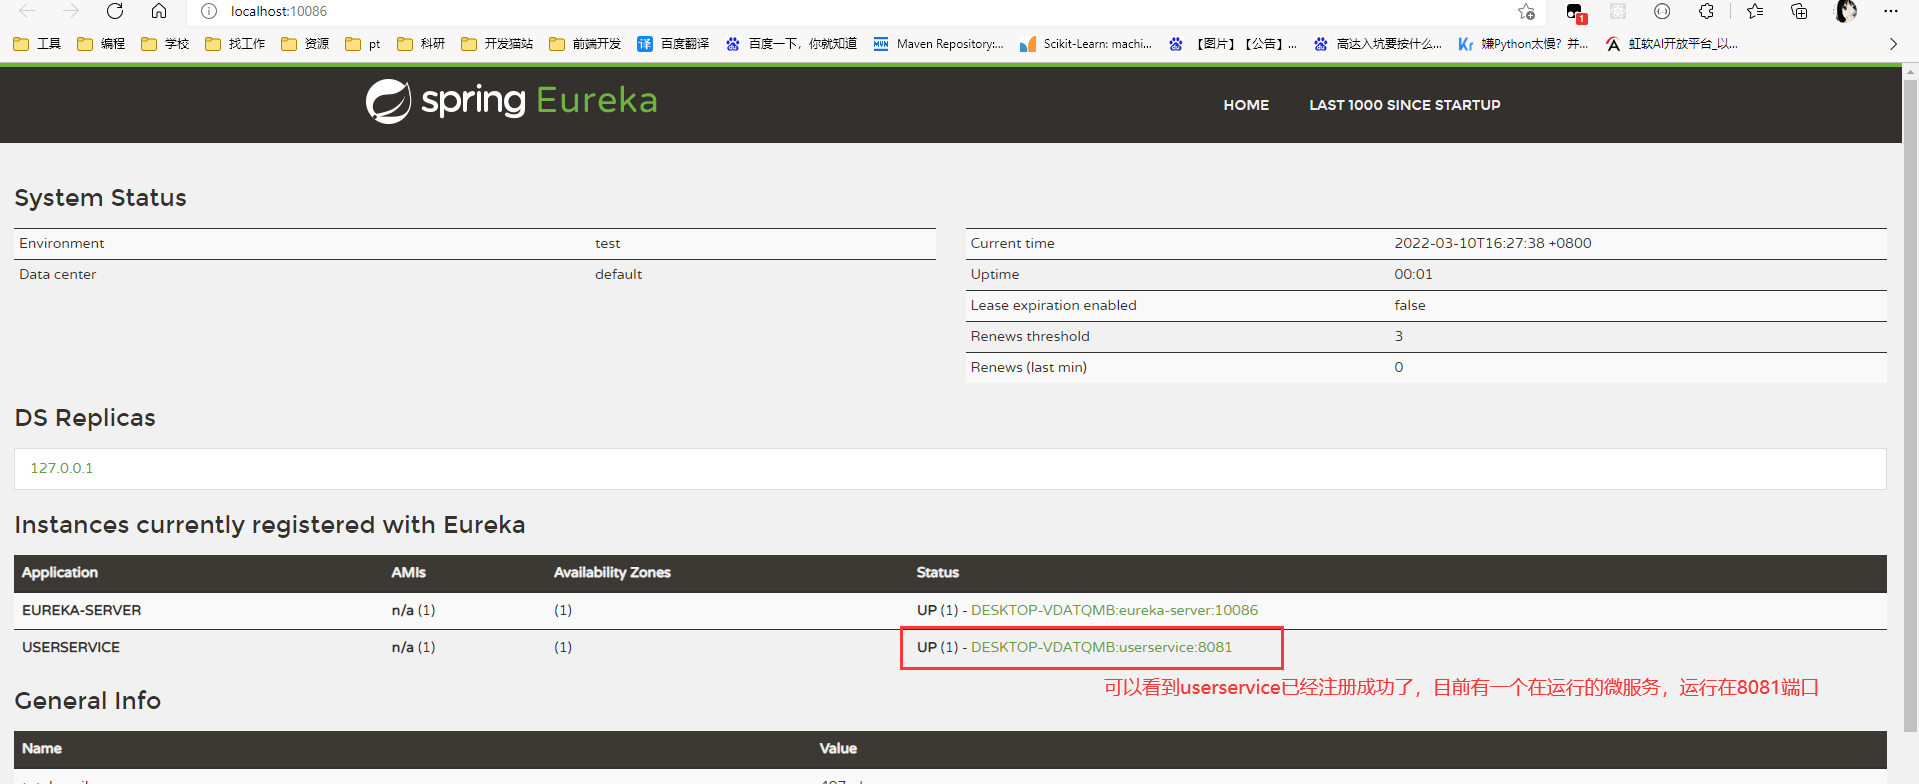 localhost:10086
1
工具 编程 学校 找工作 资源 pt 科研 开发猫站 前端开发 译 百度翻译 百度一下，你就知道 MVN Maven Repository:... Scikit-Learn: machi... 【图片】【公告】... 高达入坑要按什么... Kr 嫌Python太慢？并... 虹软AI开放平台_以...
spring Eureka
HOME LAST 1000 SINCE STARTUP
System Status
Environment test Current time 2022-03-10T16:27:38 +0800
Data center default Uptime 00:01
Lease expiration enabled false
Renews threshold 3
Renews (last min) 0
DS Replicas
127.0.0.1
Instances currently registered with Eureka
Application AMIs Availability Zones Status
EUREKA-SERVER n/a (1) (1) UP (1) - DESKTOP-VDATQMB:eureka-server:10086
USERSERVICE n/a (1) (1) UP (1) - DESKTOP-VDATQMB:userservice:8081
可以看到userservice已经注册成功了，目前有一个在运行的微服务，运行在8081端口
General Info
Name Value